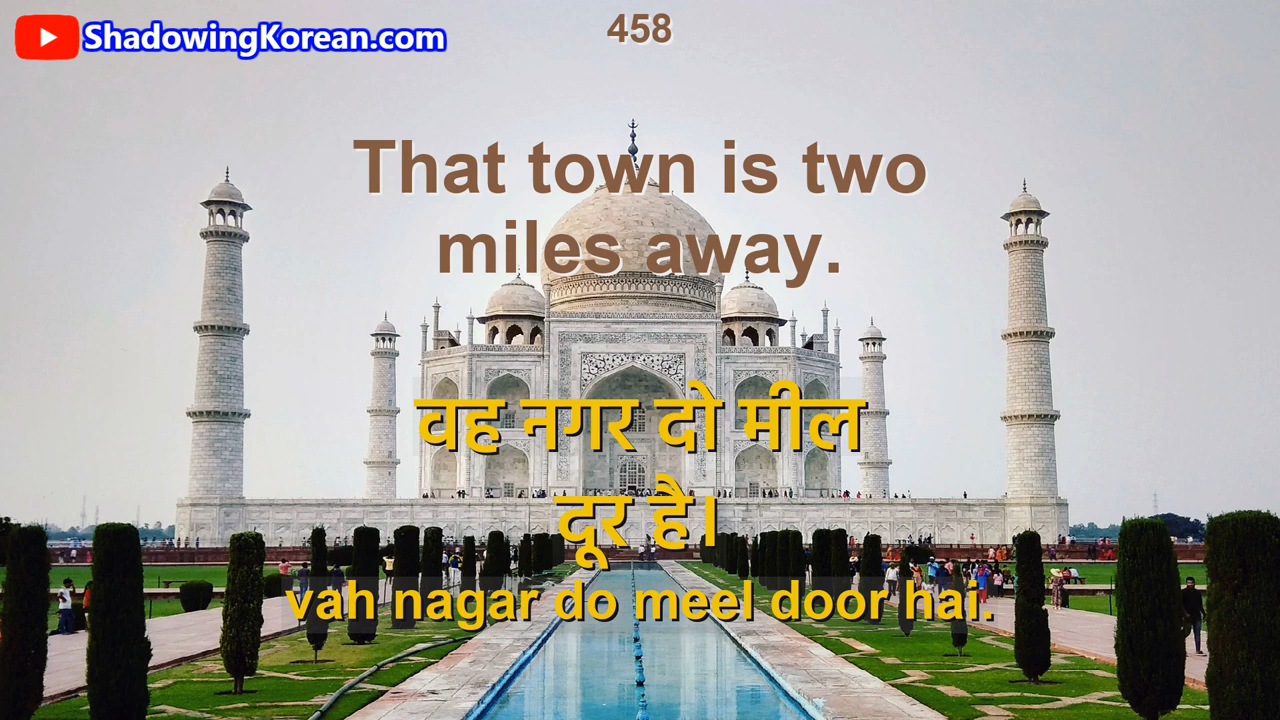 ShadowingKorean.com
458
That town is two
miles away.
वह नगर दो मील
दूर है।
vah nagar do meel door hai.